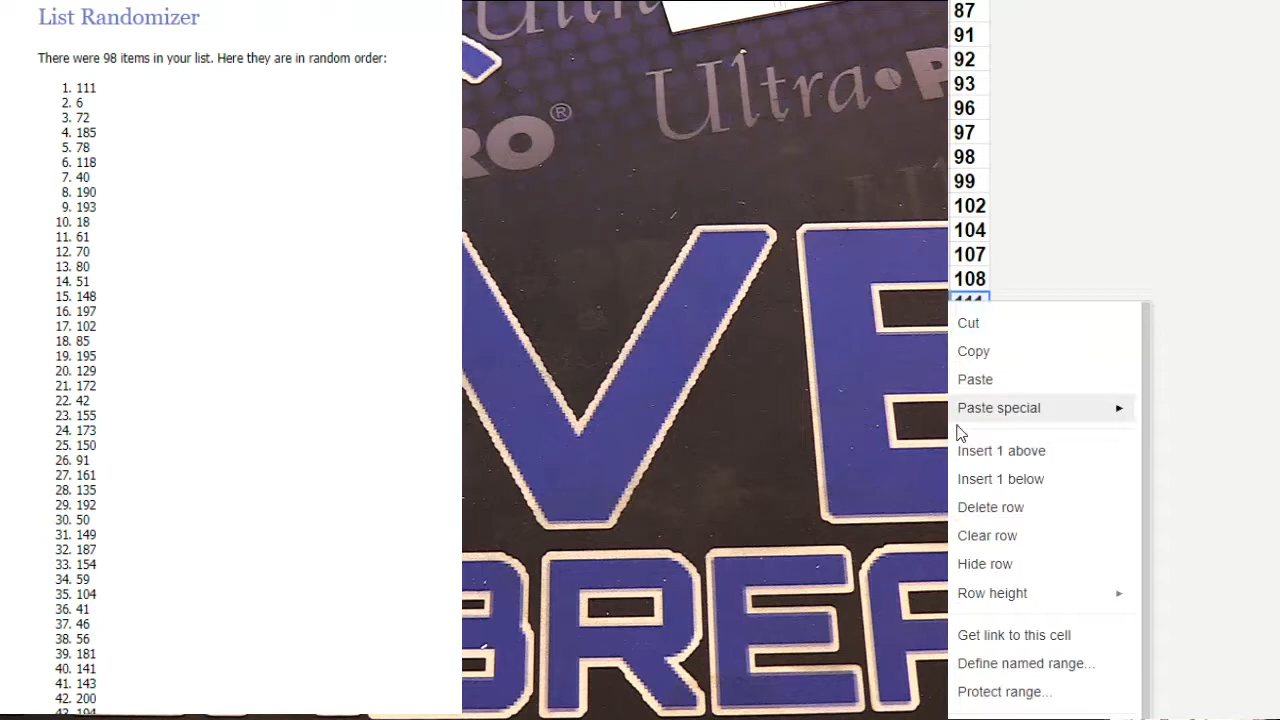 List Randomizer
There were 98 items in your list. Here they are in random order:
1. 111
2. 6
3. 72
4. 185
5. 78
6. 118
7. 40
8. 190
9. 193
10. 18
11. 61
12. 70
13. 80
14. 51
15. 148
16. 197
17. 102
18. 85
19. 195
20. 129
21. 172
22. 42
23. 155
24. 173
25. 150
26. 91
27. 161
28. 135
29. 192
30. 50
31. 149
32. 187
33. 154
34. 59
35. 104
36. 41
37. 46
38. 56
39. 181
40. 141
41. 143
42. 200
43. 194
Ultra
Ultra•P
RO®
VE
BREA
87
91
92
93
96
97
98
99
102
104
107
108
111
Cut
Copy
Paste
Paste special
Insert 1 above
Insert 1 below
Delete row
Clear row
Hide row
Row height
Get link to this cell
Define named range...
Protect range...